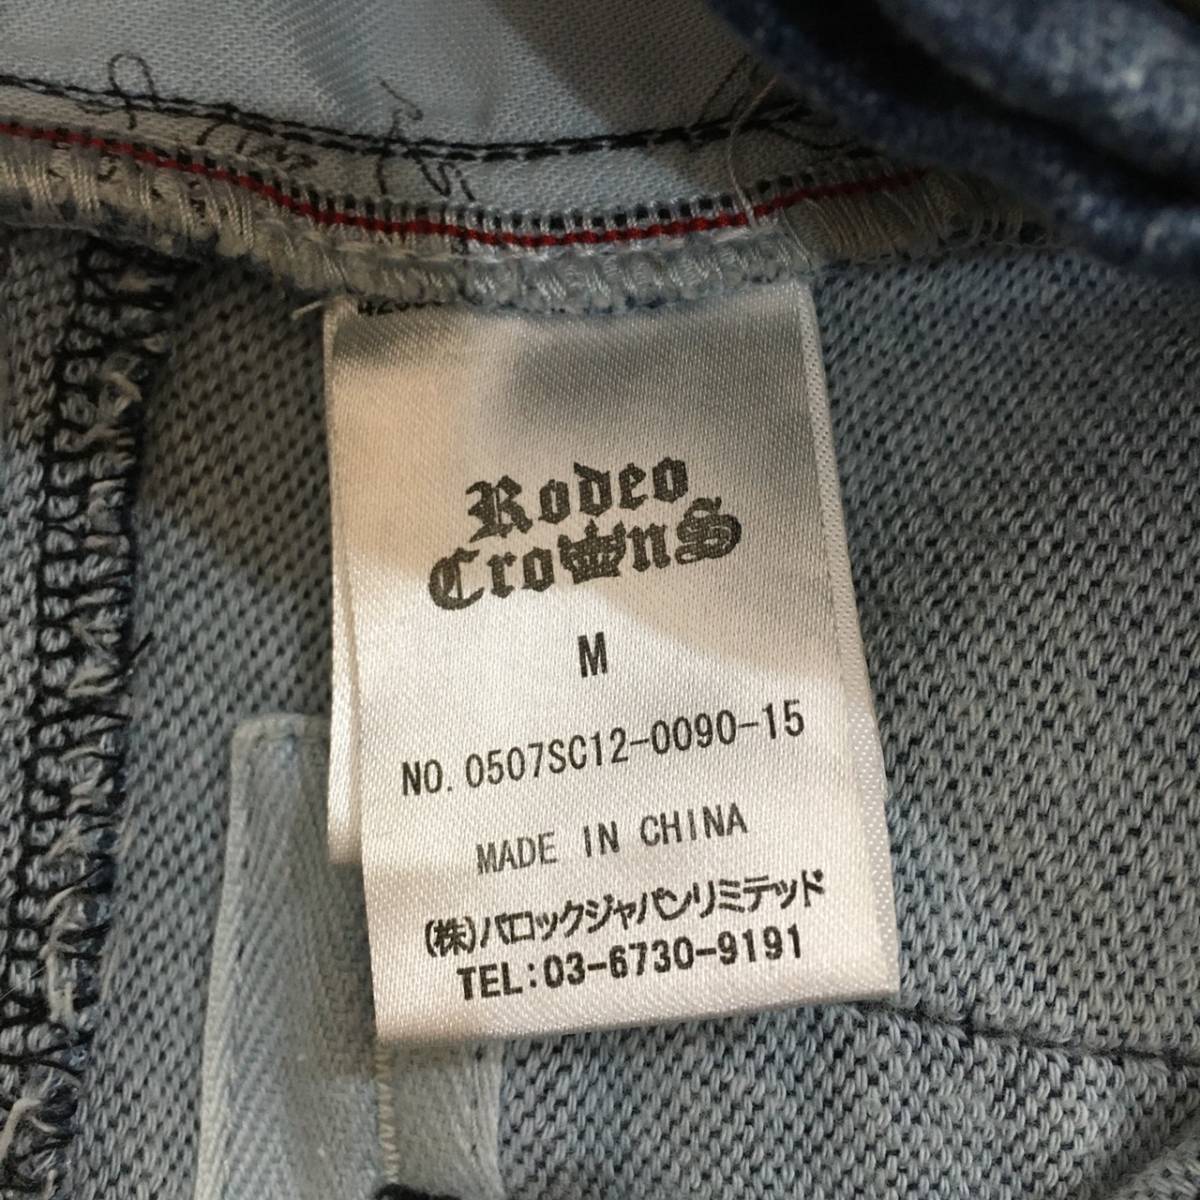 Rodeo
Crowns
M
NO. 0507SC12-0090-15
MADE IN CHINA
(株)バロックジャパンリミテッド
TEL:03-6730-9191